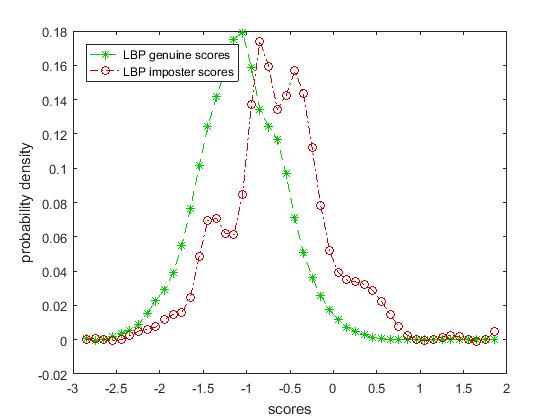 0.18
0.16
0.14
0.12
0.1
0.08
0.06
0.04
0.02
0
-0.02
probability density
LBP genuine scores
LBP imposter scores
-3 -2.5 -2 -1.5 -1 -0.5 0 0.5 1 1.5 2
scores